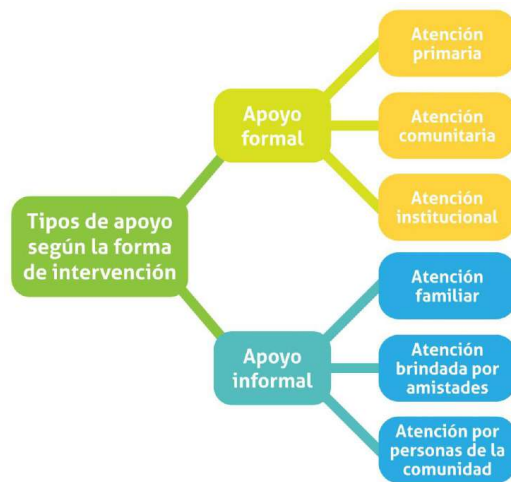 Tipos de apoyo
según la forma
de intervención
Apoyo
formal
Atención
primaria
Atención
comunitaria
Atención
institucional
Apoyo
informal
Atención
familiar
Atención
brindada por
amistades
Atención por
personas de la
comunidad